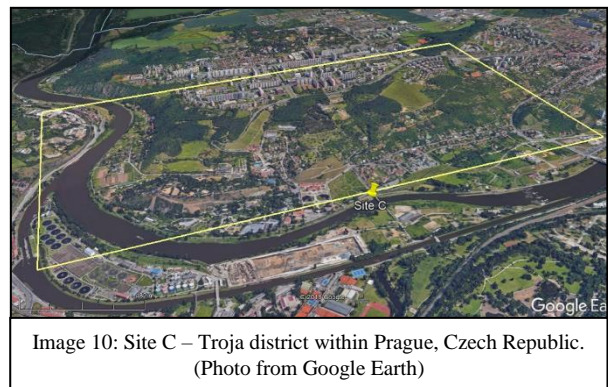 Site C
Google Ea
Image 10: Site C – Troja district within Prague, Czech Republic.
(Photo from Google Earth)